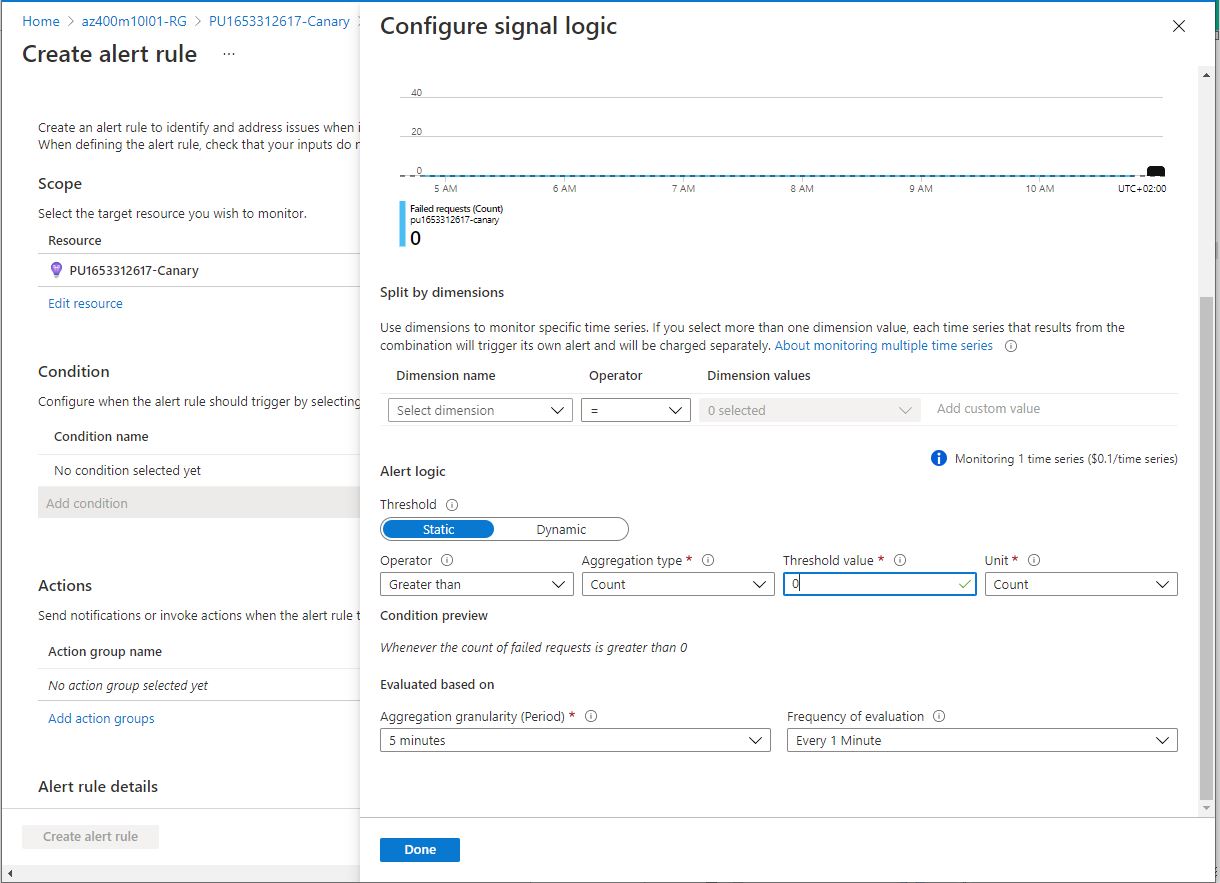 Home > az400m10l01-RG > PU1653312617-Canary >
Create alert rule ...
Create an alert rule to identify and address issues when i
When defining the alert rule, check that your inputs do n
Scope
Select the target resource you wish to monitor.
Resource
PU1653312617-Canary
Edit resource
Condition
Configure when the alert rule should trigger by selecting
Condition name
No condition selected yet
Add condition
Actions
Send notifications or invoke actions when the alert rule t
Action group name
No action group selected yet
Add action groups
Alert rule details
Create alert rule
Configure signal logic
40
20
0
5 AM 6 AM 7 AM 8 AM 9 AM 10 AM UTC+02:00
Failed requests (Count)
pu1653312617-canary
0
Split by dimensions
Use dimensions to monitor specific time series. If you select more than one dimension value, each time series that results from the
combination will trigger its own alert and will be charged separately. About monitoring multiple time series
Dimension name Operator Dimension values
Select dimension = 0 selected Add custom value
Monitoring 1 time series ($0.1/time series)
Alert logic
Threshold
Static Dynamic
Operator Aggregation type * Threshold value * Unit *
Greater than Count 0 Count
Condition preview
Whenever the count of failed requests is greater than 0
Evaluated based on
Aggregation granularity (Period) * Frequency of evaluation
5 minutes Every 1 Minute
Done